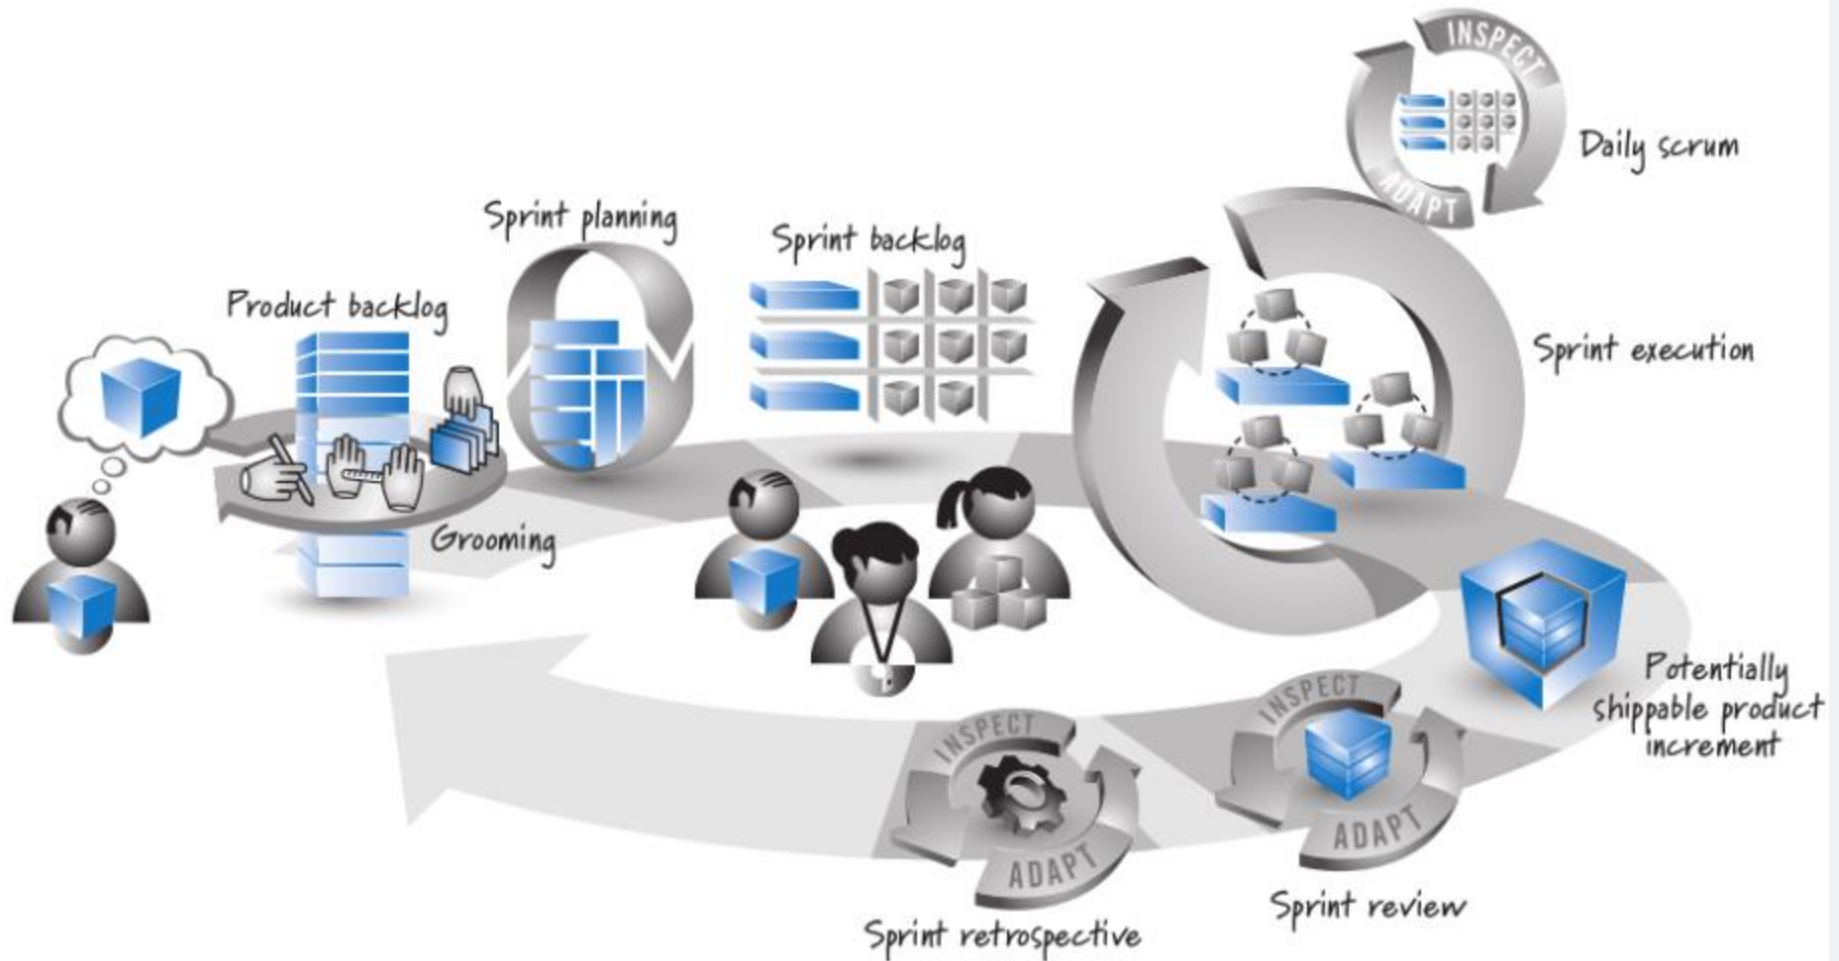 INSPECT
ADAPT
Daily scrum
Sprint planning
Sprint backlog
Product backlog
Sprint execution
Grooming
Potentially
shippable product
increment
INSPECT
ADAPT
Sprint review
INSPECT
ADAPT
Sprint retrospective